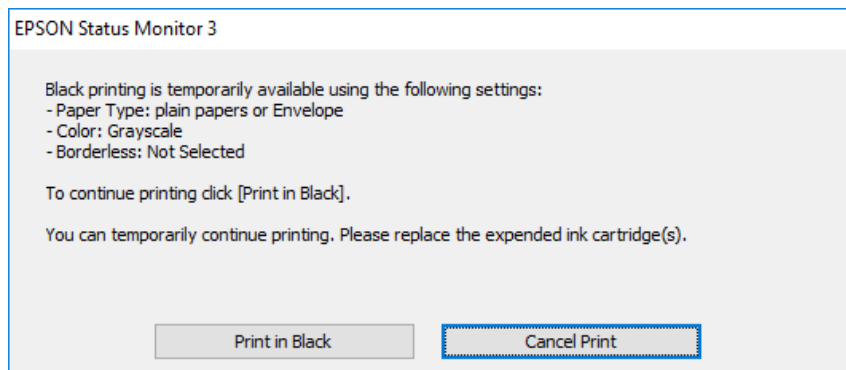 EPSON Status Monitor 3
Black printing is temporarily available using the following settings:
- Paper Type: plain papers or Envelope
- Color: Grayscale
- Borderless: Not Selected
To continue printing click [Print in Black].
You can temporarily continue printing. Please replace the expended ink cartridge(s).
Print in Black
Cancel Print